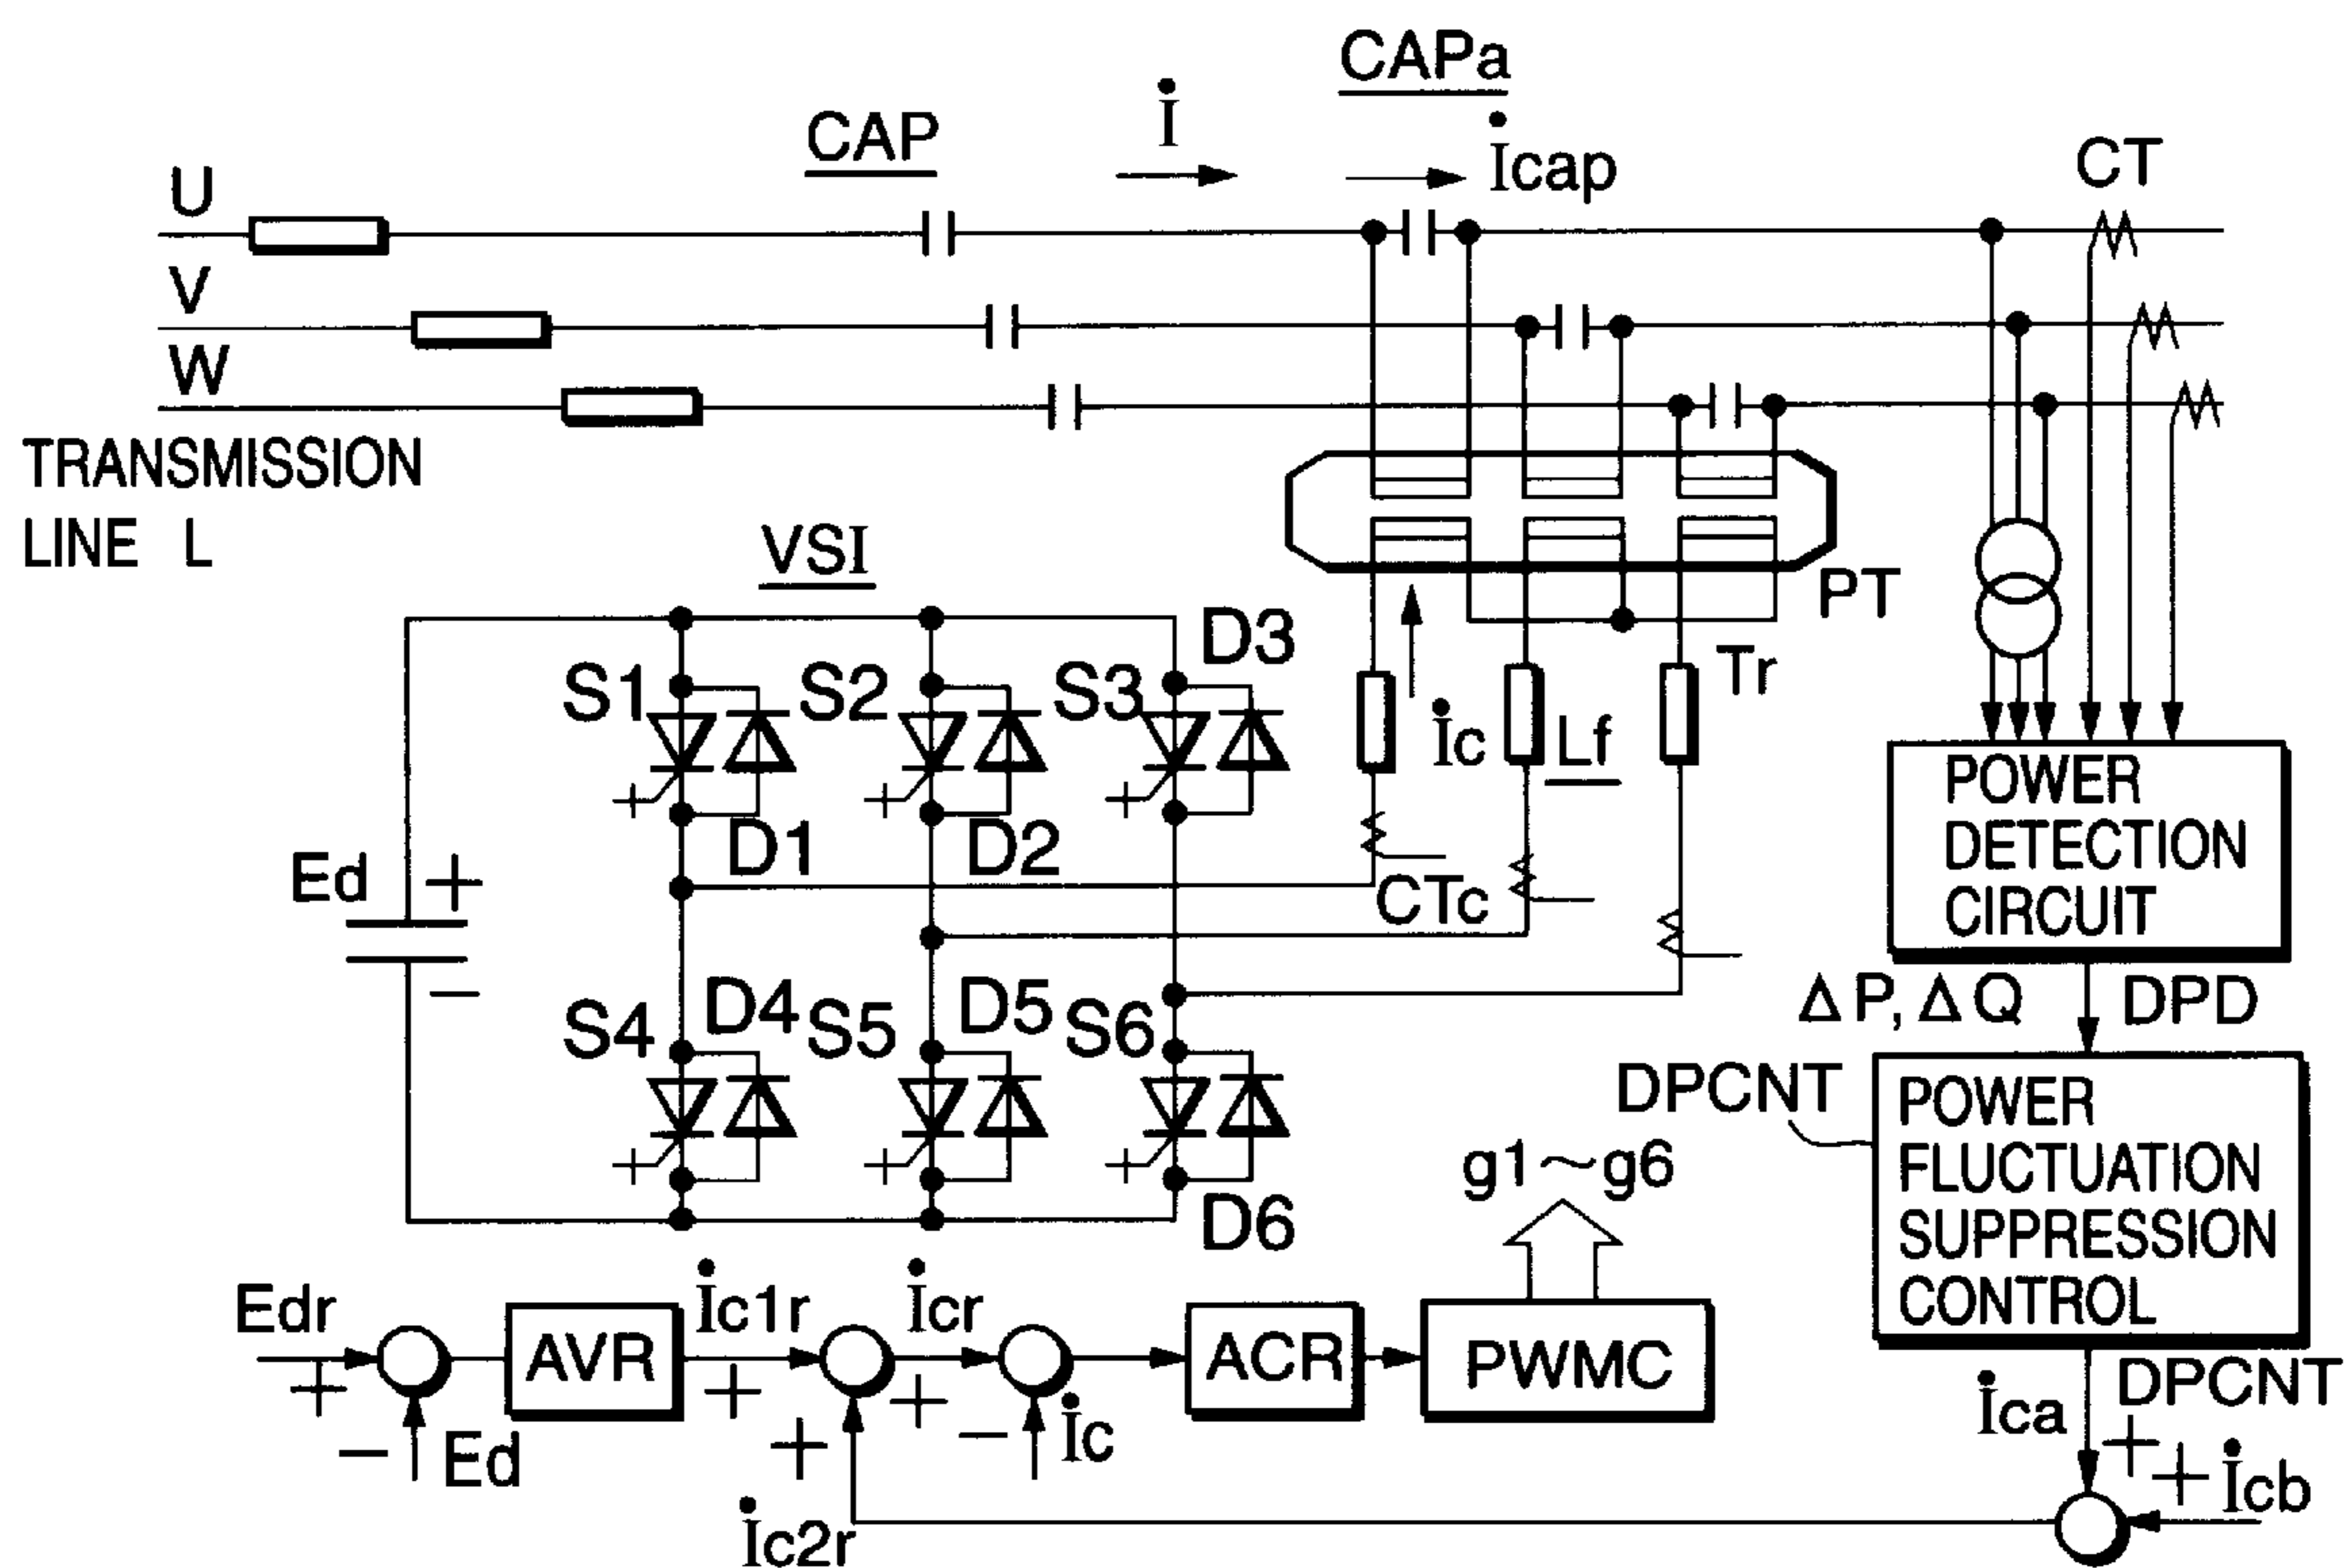 CAPa
CAP
İ
İcap
CT
U
V
W
TRANSMISSION
LINE L
VSI
PT
D3
S1
S2
S3
Tr
İc
Lf
D1
D2
Ed
+
−
CTc
POWER
DETECTION
CIRCUIT
ΔP, ΔQ
DPD
S4
D4
S5
D5
S6
DPCNT
POWER
FLUCTUATION
SUPPRESSION
CONTROL
g1~g6
D6
Edr
+
−
Ed
AVR
İc1r
+
+
İc2r
İcr
+
−
İc
ACR
PWMC
DPCNT
İca
+
+
İcb